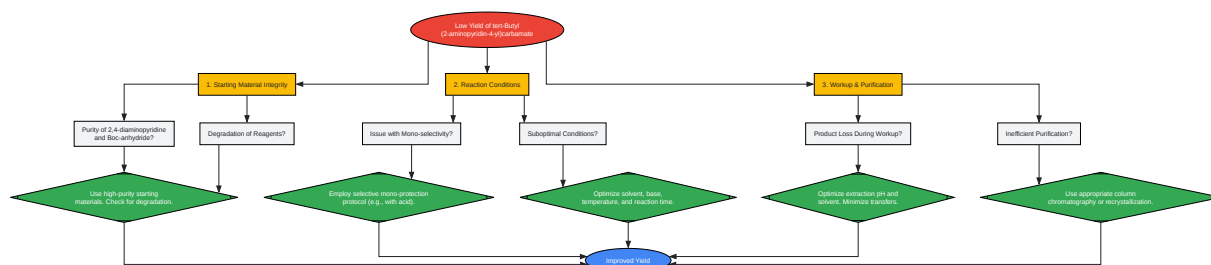 Low Yield of tert-Butyl
(2-aminopyridin-4-yl)carbamate
1. Starting Material Integrity
2. Reaction Conditions
3. Workup & Purification
Purity of 2,4-diaminopyridine
and Boc-anhydride?
Degradation of Reagents?
Issue with Mono-selectivity?
Suboptimal Conditions?
Product Loss During Workup?
Inefficient Purification?
Use high-purity starting
materials. Check for degradation.
Employ selective mono-protection
protocol (e.g., with acid).
Optimize solvent, base,
temperature, and reaction time.
Optimize extraction pH and
solvent. Minimize transfers.
Use appropriate column
chromatography or recrystallization.
Improved Yield